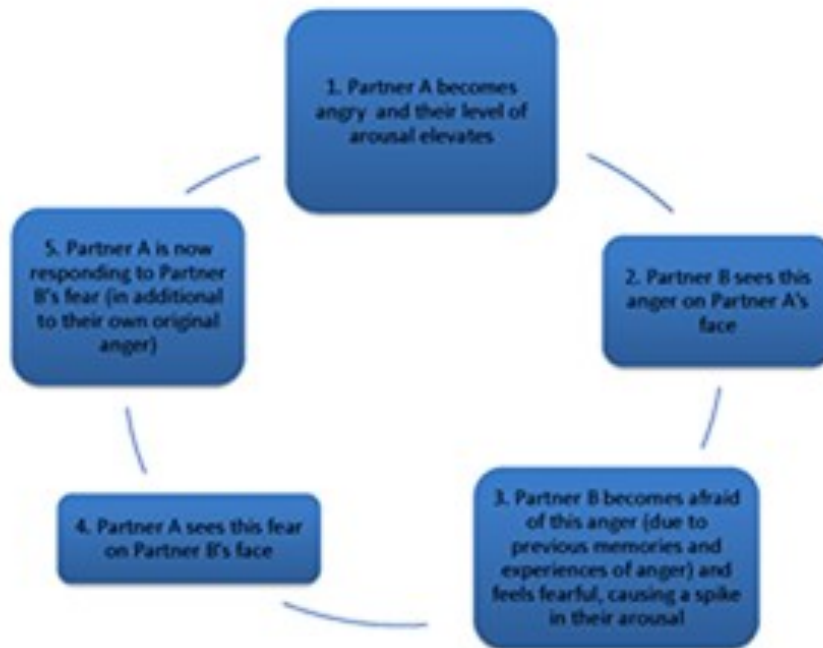 1. Partner A becomes
angry and their level of
arousal elevates
2. Partner B sees this
anger on Partner A's
face
3. Partner B becomes afraid
of this anger (due to
previous memories and
experiences of anger) and
feels fearful, causing a spike
in their arousal
4. Partner A sees this fear
on Partner B's face
5. Partner A is now
responding to Partner
B's fear (in additional
to their own original
anger)